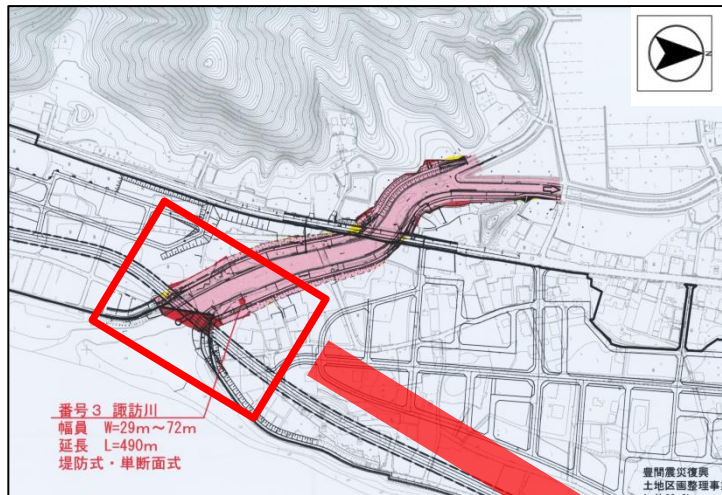 N
番号3 諏訪川
幅員 W=29m~72m
延長 L=490m
堤防式・単断面式
豊間震災復興
土地区画整理事